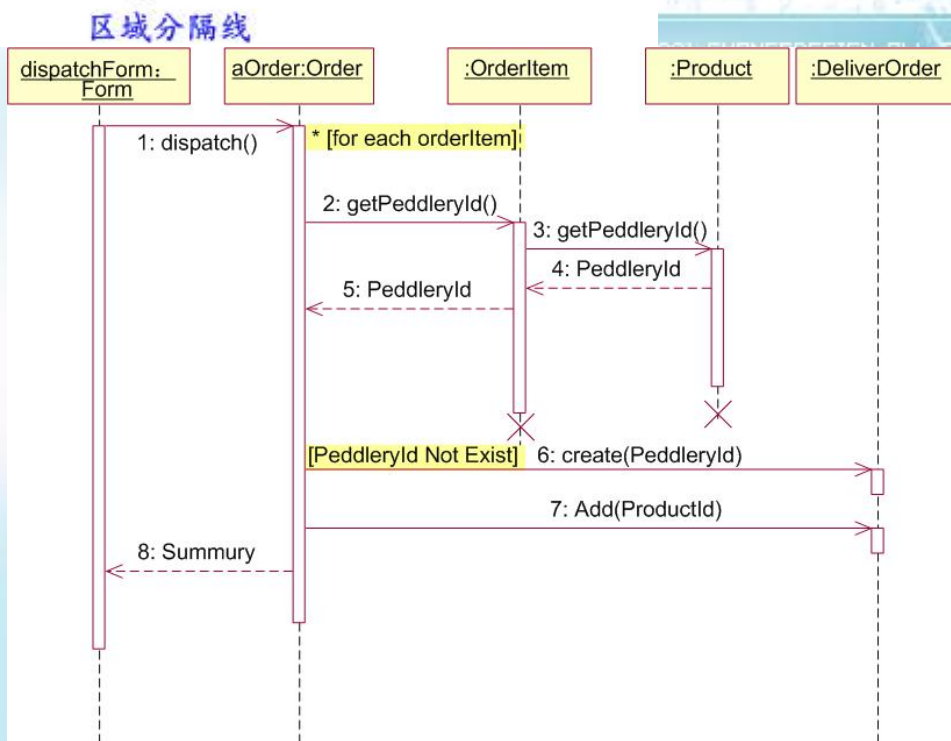 区域分隔线
dispatchForm:
Form
aOrder:Order
:OrderItem
:Product
:DeliverOrder
1: dispatch()
* [for each orderItem]
2: getPeddleryId()
3: getPeddleryId()
4: PeddleryId
5: PeddleryId
[PeddleryId Not Exist]
6: create(PeddleryId)
7: Add(ProductId)
8: Summury